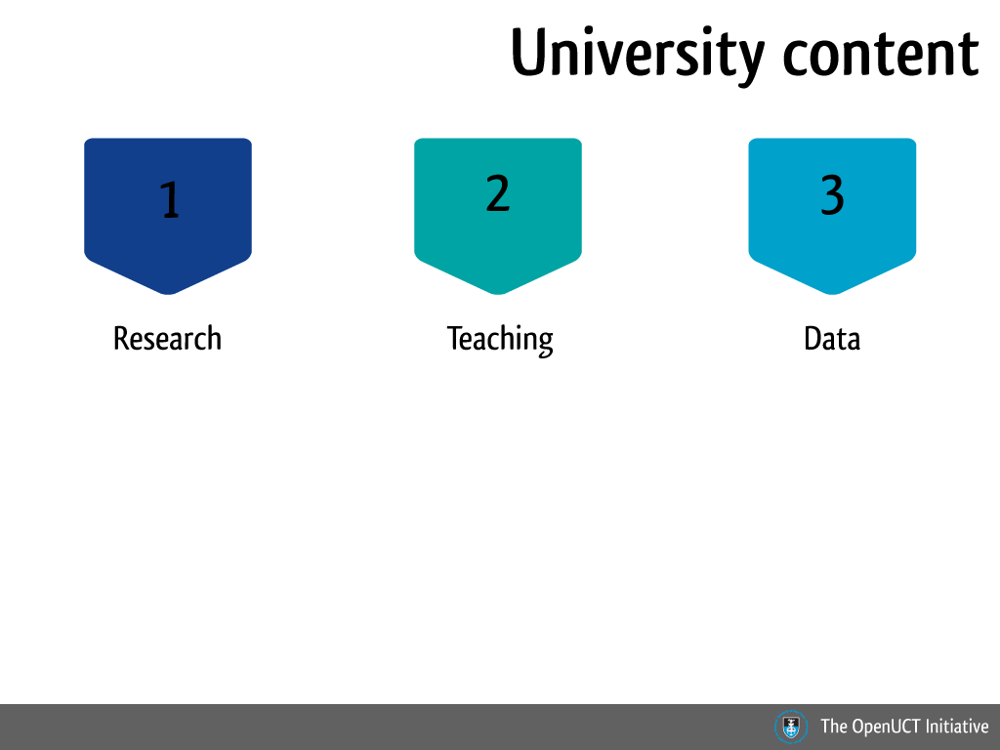 University content
1
2
3
Research
Teaching
Data
The OpenUCT Initiative